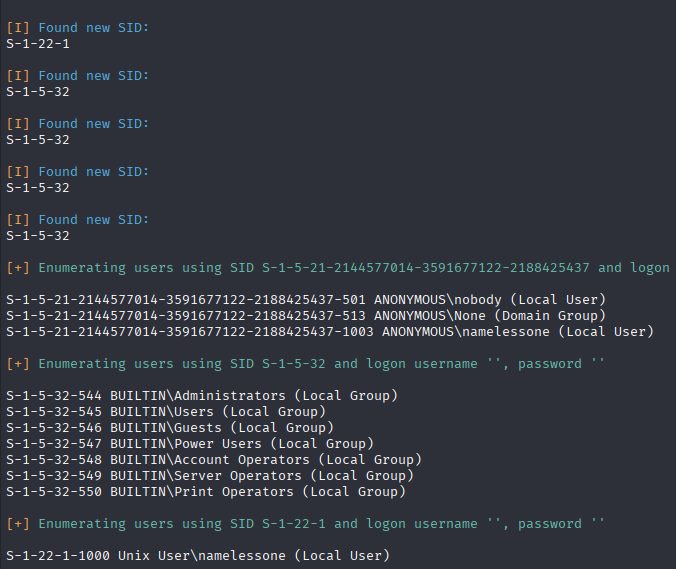 [I] Found new SID:
S-1-22-1
[I] Found new SID:
S-1-5-32
[I] Found new SID:
S-1-5-32
[I] Found new SID:
S-1-5-32
[I] Found new SID:
S-1-5-32
[+] Enumerating users using SID S-1-5-21-2144577014-3591677122-2188425437 and logon
S-1-5-21-2144577014-3591677122-2188425437-501 ANONYMOUS\nobody (Local User)
S-1-5-21-2144577014-3591677122-2188425437-513 ANONYMOUS\None (Domain Group)
S-1-5-21-2144577014-3591677122-2188425437-1003 ANONYMOUS\namelessone (Local User)
[+] Enumerating users using SID S-1-5-32 and logon username '', password ''
S-1-5-32-544 BUILTIN\Administrators (Local Group)
S-1-5-32-545 BUILTIN\Users (Local Group)
S-1-5-32-546 BUILTIN\Guests (Local Group)
S-1-5-32-547 BUILTIN\Power Users (Local Group)
S-1-5-32-548 BUILTIN\Account Operators (Local Group)
S-1-5-32-549 BUILTIN\Server Operators (Local Group)
S-1-5-32-550 BUILTIN\Print Operators (Local Group)
[+] Enumerating users using SID S-1-22-1 and logon username '', password ''
S-1-22-1-1000 Unix User\namelessone (Local User)